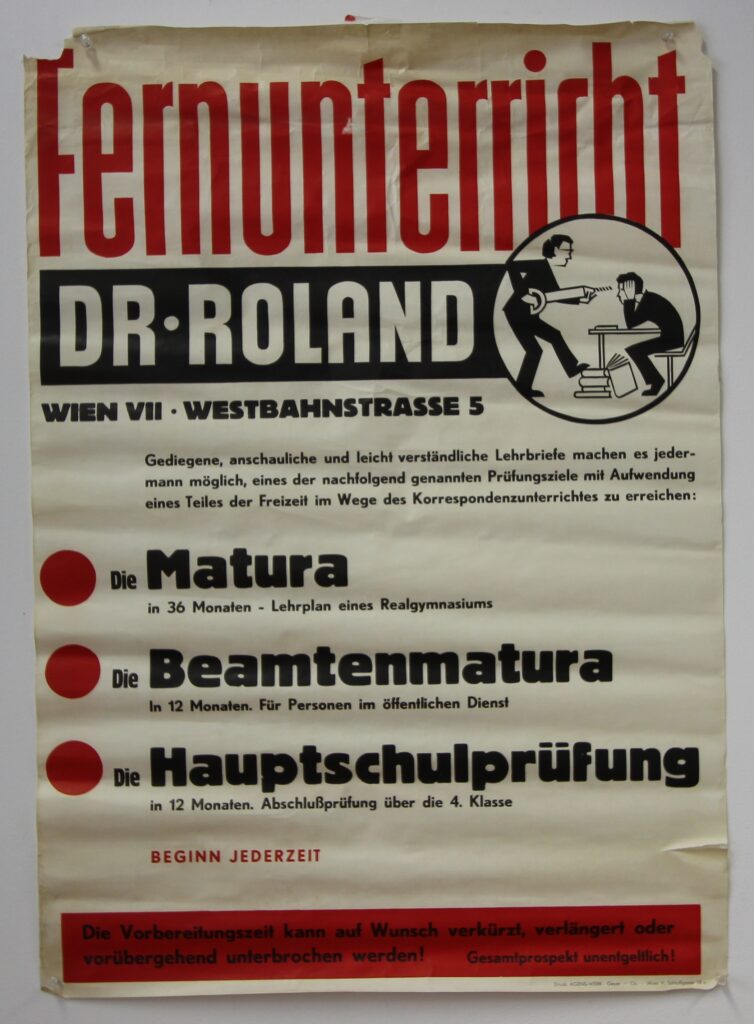 Fernunterricht
DR·ROLAND
WIEN VII · WESTBAHNSTRASSE 5
Gediegene, anschauliche und leicht verständliche Lehrbriefe machen es jeder-
mann möglich, eines der nachfolgend genannten Prüfungsziele mit Aufwendung
eines Teiles der Freizeit im Wege des Korrespondenzunterrichtes zu erreichen:
Die Matura
in 36 Monaten - Lehrplan eines Realgymnasiums
Die Beamtenmatura
In 12 Monaten. Für Personen im öffentlichen Dienst
Die Hauptschulprüfung
in 12 Monaten. Abschlußprüfung über die 4. Klasse
BEGINN JEDERZEIT
Die Vorbereitungszeit kann auf Wunsch verkürzt, verlängert oder
vorübergehend unterbrochen werden! Gesamtprospekt unentgeltlich!